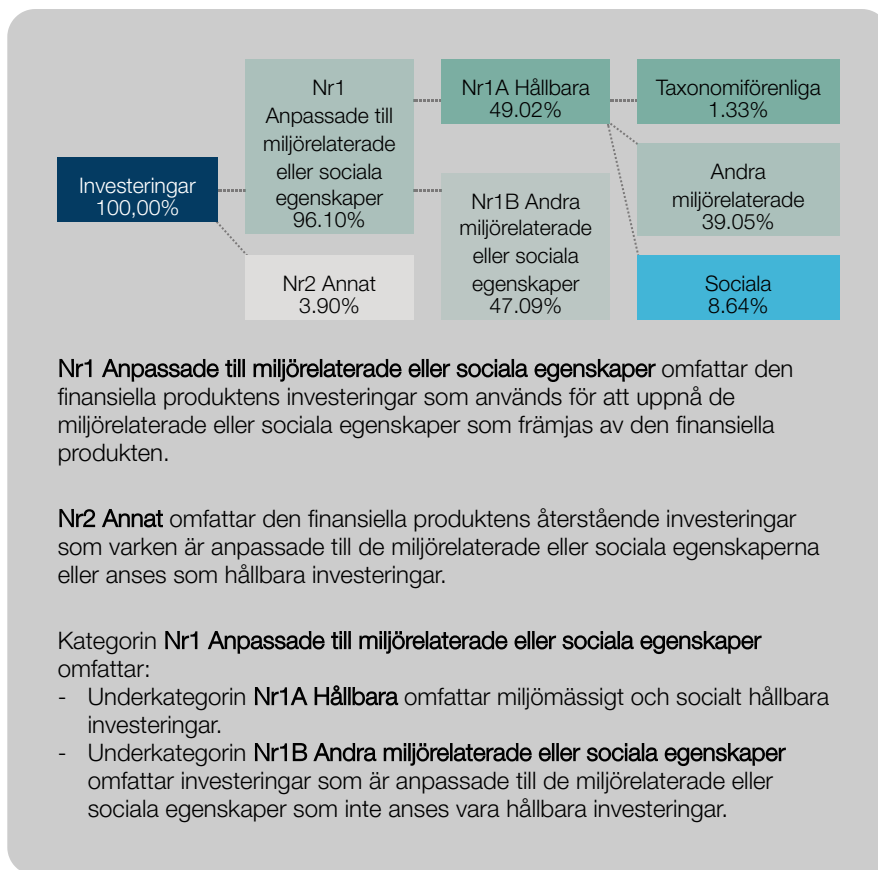 Investeringar
100,00%
Nr1
Anpassade till
miljörelaterade
eller sociala
egenskaper
96.10%
Nr2 Annat
3.90%
Nr1A Hållbara
49.02%
Nr1B Andra
miljörelaterade
eller sociala
egenskaper
47.09%
Taxonomiförenliga
1.33%
Andra
miljörelaterade
39.05%
Sociala
8.64%
Nr1 Anpassade till miljörelaterade eller sociala egenskaper omfattar den
finansiella produktens investeringar som används för att uppnå de
miljörelaterade eller sociala egenskaper som främjas av den finansiella
produkten.
Nr2 Annat omfattar den finansiella produktens återstående investeringar
som varken är anpassade till de miljörelaterade eller sociala egenskaperna
eller anses som hållbara investeringar.
Kategorin Nr1 Anpassade till miljörelaterade eller sociala egenskaper
omfattar:
- Underkategorin Nr1A Hållbara omfattar miljömässigt och socialt hållbara
investeringar.
- Underkategorin Nr1B Andra miljörelaterade eller sociala egenskaper
omfattar investeringar som är anpassade till de miljörelaterade eller
sociala egenskaper som inte anses vara hållbara investeringar.